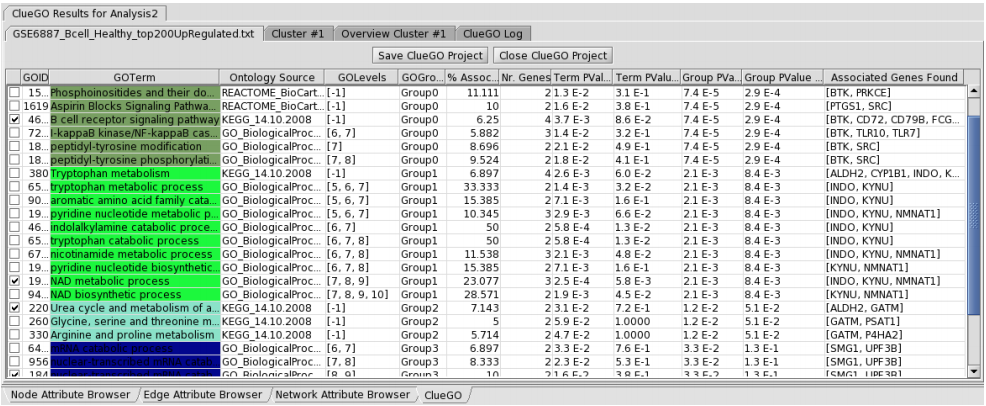 ClueGO Results for Analysis2
GSE6887_Bcell_Healthy_top200UpRegulated.txt Cluster #1 Overview Cluster #1 ClueGO Log
Save ClueGO Project Close ClueGO Project
GOID GOTerm Ontology Source GOLevels GOGro... % Assoc... Nr. Genes Term PVal... Term PValu... Group PVa... Group PValue ... Associated Genes Found
15... Phosphoinositides and their do... REACTOME_BioCart... [-1] Group0 11.111 2 1.3 E-2 3.1 E-1 7.4 E-5 2.9 E-4 [BTK, PRKCE]
1619 Aspirin Blocks Signaling Pathwa... REACTOME_BioCart... [-1] Group0 10 2 1.6 E-2 3.8 E-1 7.4 E-5 2.9 E-4 [PTGS1, SRC]
46... B cell receptor signaling pathway KEGG_14.10.2008 [-1] Group0 6.25 4 3.7 E-3 8.6 E-2 7.4 E-5 2.9 E-4 [BTK, CD72, CD79B, FCG...
72... I-kappaB kinase/NF-kappaB cas... GO_BiologicalProc... [6, 7] Group0 5.882 3 1.4 E-2 3.2 E-1 7.4 E-5 2.9 E-4 [BTK, TLR10, TLR7]
18... peptidyl-tyrosine modification GO_BiologicalProc... [7] Group0 8.696 2 2.1 E-2 4.9 E-1 7.4 E-5 2.9 E-4 [BTK, SRC]
18... peptidyl-tyrosine phosphorylati... GO_BiologicalProc... [7, 8] Group0 9.524 2 1.8 E-2 4.1 E-1 7.4 E-5 2.9 E-4 [BTK, SRC]
380 Tryptophan metabolism KEGG_14.10.2008 [-1] Group1 6.897 4 2.6 E-3 6.0 E-2 2.1 E-3 8.4 E-3 [ALDH2, CYP1B1, INDO, K...
65... tryptophan metabolic process GO_BiologicalProc... [5, 6, 7] Group1 33.333 2 1.4 E-3 3.2 E-2 2.1 E-3 8.4 E-3 [INDO, KYNU]
90... aromatic amino acid family cata... GO_BiologicalProc... [5, 6, 7] Group1 15.385 2 7.1 E-3 1.6 E-1 2.1 E-3 8.4 E-3 [INDO, KYNU]
19... pyridine nucleotide metabolic p... GO_BiologicalProc... [5, 6, 7] Group1 10.345 3 2.9 E-3 6.6 E-2 2.1 E-3 8.4 E-3 [INDO, KYNU, NMNAT1]
46... indolalkylamine catabolic proce... GO_BiologicalProc... [6, 7] Group1 50 2 5.8 E-4 1.3 E-2 2.1 E-3 8.4 E-3 [INDO, KYNU]
65... tryptophan catabolic process GO_BiologicalProc... [6, 7, 8] Group1 50 2 5.8 E-4 1.3 E-2 2.1 E-3 8.4 E-3 [INDO, KYNU]
67... nicotinamide metabolic process GO_BiologicalProc... [6, 7, 8] Group1 11.538 3 2.1 E-3 4.8 E-2 2.1 E-3 8.4 E-3 [INDO, KYNU, NMNAT1]
19... pyridine nucleotide biosynthetic... GO_BiologicalProc... [6, 7, 8] Group1 15.385 2 7.1 E-3 1.6 E-1 2.1 E-3 8.4 E-3 [KYNU, NMNAT1]
19... NAD metabolic process GO_BiologicalProc... [7, 8, 9] Group1 23.077 3 2.5 E-4 5.8 E-3 2.1 E-3 8.4 E-3 [INDO, KYNU, NMNAT1]
94... NAD biosynthetic process GO_BiologicalProc... [7, 8, 9, 10] Group1 28.571 2 1.9 E-3 4.5 E-2 2.1 E-3 8.4 E-3 [KYNU, NMNAT1]
220 Urea cycle and metabolism of a... KEGG_14.10.2008 [-1] Group2 7.143 2 3.1 E-2 7.2 E-1 1.2 E-2 5.1 E-2 [ALDH2, GATM]
260 Glycine, serine and threonine m... KEGG_14.10.2008 [-1] Group2 5 2 5.9 E-2 1.0000 1.2 E-2 5.1 E-2 [GATM, PSAT1]
330 Arginine and proline metabolism KEGG_14.10.2008 [-1] Group2 5.714 2 4.7 E-2 1.0000 1.2 E-2 5.1 E-2 [GATM, P4HA2]
64... mRNA catabolic process GO_BiologicalProc... [6, 7] Group3 6.897 2 3.3 E-2 7.6 E-1 3.3 E-2 1.3 E-1 [SMG1, UPF3B]
956 nuclear-transcribed mRNA catab... GO_BiologicalProc... [7, 8] Group3 8.333 2 2.3 E-2 5.3 E-1 3.3 E-2 1.3 E-1 [SMG1, UPF3B]
184 GO_BiologicalProc... [8, 9] Group3 10 2 1.6 E-2 3.8 E-1 3.3 E-2 1.3 E-1 [SMG1, UPF3B]
Node Attribute Browser Edge Attribute Browser Network Attribute Browser ClueGO